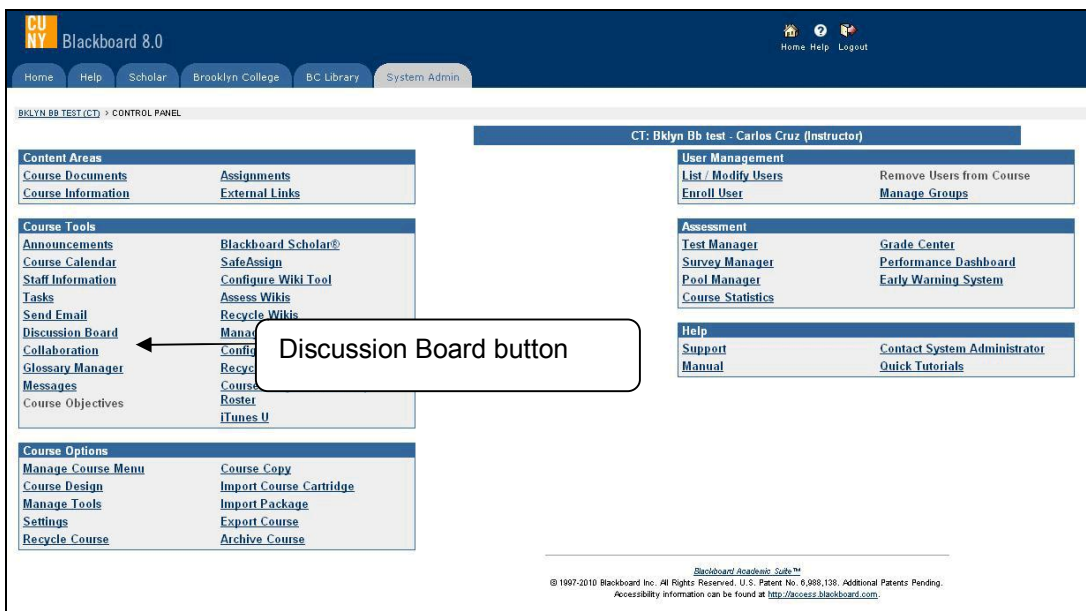 CU
NY Blackboard 8.0
Home Help Logout
Home Help Scholar Brooklyn College BC Library System Admin
BKLYN BB TEST (CT) > CONTROL PANEL
CT: Bklyn Bb test - Carlos Cruz (Instructor)
Content Areas
Course Documents Assignments
Course Information External Links
Course Tools
Announcements Blackboard Scholar®
Course Calendar SafeAssign
Staff Information Configure Wiki Tool
Tasks Assess Wikis
Send Email Recycle Wikis
Discussion Board
Collaboration
Glossary Manager
Messages Course
Course Objectives Roster
iTunes U
Discussion Board button
Course Options
Manage Course Menu Course Copy
Course Design Import Course Cartridge
Manage Tools Import Package
Settings Export Course
Recycle Course Archive Course
User Management
List / Modify Users Remove Users from Course
Enroll User Manage Groups
Assessment
Test Manager Grade Center
Survey Manager Performance Dashboard
Pool Manager Early Warning System
Course Statistics
Help
Support Contact System Administrator
Manual Quick Tutorials
Blackboard Academic Suite™
© 1997-2010 Blackboard Inc. All Rights Reserved. U.S. Patent No. 6,988,138. Additional Patents Pending.
Accessibility information can be found at http://access.blackboard.com.